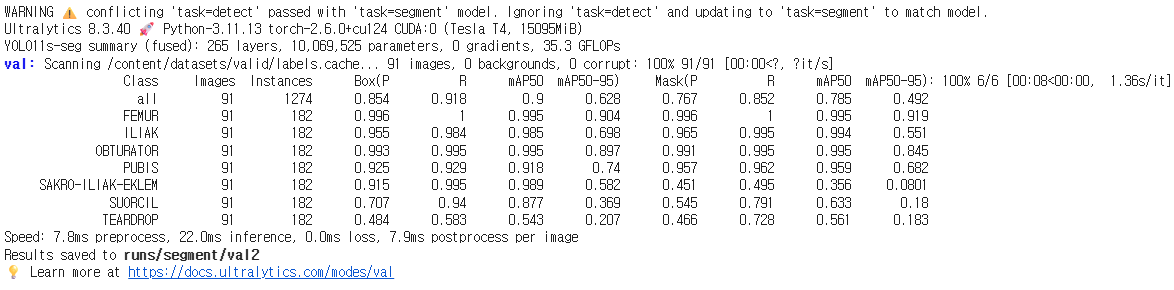 WARNING ⚠️ conflicting 'task=detect' passed with 'task=segment' model. Ignoring 'task=detect' and updating to 'task=segment' to match model.
Ultralytics 8.3.40 🚀 Python-3.11.13 torch-2.6.0+cu124 CUDA:0 (Tesla T4, 15095MiB)
YOLO11s-seg summary (fused): 265 layers, 10,069,525 parameters, 0 gradients, 35.3 GFLOPs
val: Scanning /content/datasets/valid/labels.cache... 91 images, 0 backgrounds, 0 corrupt: 100% 91/91 [00:00<?, ?it/s]
Class Images Instances Box(P R mAP50 mAP50-95) Mask(P R mAP50 mAP50-95): 100% 6/6 [00:08<00:00, 1.36s/it]
all 91 1274 0.854 0.918 0.9 0.628 0.767 0.852 0.785 0.492
FEMUR 91 182 0.996 1 0.995 0.904 0.996 1 0.995 0.919
ILIAK 91 182 0.955 0.984 0.985 0.698 0.965 0.995 0.994 0.551
OBTURATOR 91 182 0.993 0.995 0.995 0.897 0.991 0.995 0.995 0.845
PUBIS 91 182 0.925 0.929 0.918 0.74 0.957 0.962 0.959 0.682
SAKRO-ILIAK-EKLEM 91 182 0.915 0.995 0.989 0.582 0.451 0.495 0.356 0.0801
SUORCIL 91 182 0.707 0.94 0.877 0.369 0.545 0.791 0.633 0.18
TEARDROP 91 182 0.484 0.583 0.543 0.207 0.466 0.728 0.561 0.183
Speed: 7.8ms preprocess, 22.0ms inference, 0.0ms loss, 7.9ms postprocess per image
Results saved to runs/segment/val2
💡 Learn more at https://docs.ultralytics.com/modes/val